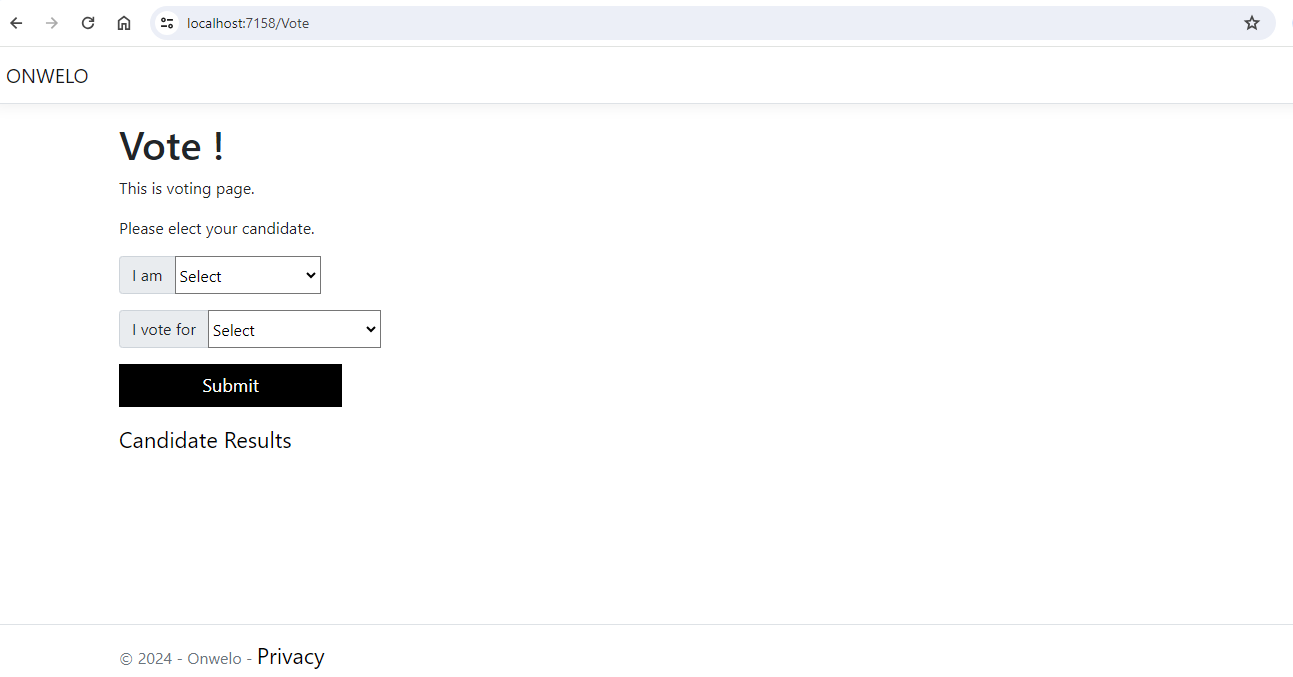 localhost:7158/Vote
ONWELO
Vote !
This is voting page.
Please elect your candidate.
I am Select
I vote for Select
Submit
Candidate Results
© 2024 - Onwelo - Privacy